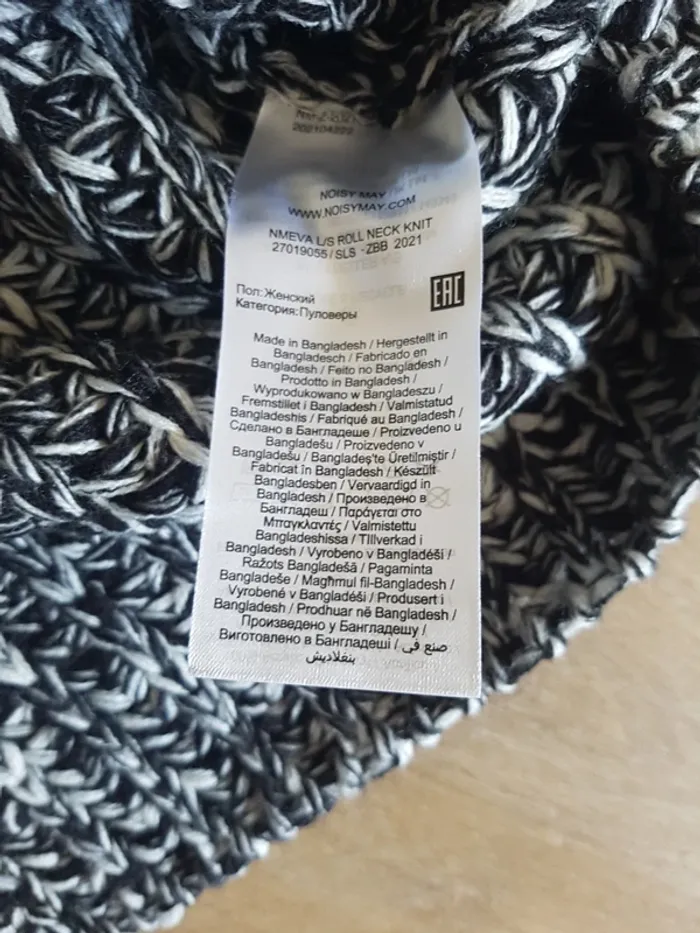 202104222
NOISY MAY
WWW.NOISYMAY.COM
NMEVA L/S ROLL NECK KNIT
27019055/SLS -ZBB 2021
EAC
Пол: Женский
Категория: Пуловеры
Made in Bangladesh / Hergestellt in
Bangladesch / Fabricado en
Bangladesh / Feito no Bangladesh /
Prodotto in Bangladesh /
Wyprodukowano w Bangladeszu /
Fremstillet i Bangladesh / Valmistatud
Bangladeshis / Fabriqué au Bangladesh /
Сделано в Бангладеше / Proizvedeno u
Bangladešu / Proizvedeno v
Bangladešu / Bangladeş'te Üretilmiştir /
Fabricat în Bangladesh / Készült
Bangladesben / Vervaardigd in
Bangladesh / Произведено в
Бангладеш / Παράγεται στο
Μπαγκλαντές / Valmistettu
Bangladeshissa / Tillverkad i
Bangladesh / Vyrobeno v Bangladéši /
Ražots Bangladešā / Pagaminta
Bangladeše / Magħmul fil-Bangladesh /
Vyrobené v Bangladéši / Produsert i
Bangladesh / Prodhuar në Bangladesh /
Произведено у Бангладешу /
Виготовлено в Бангладеші / صنع في
بنغلاديش